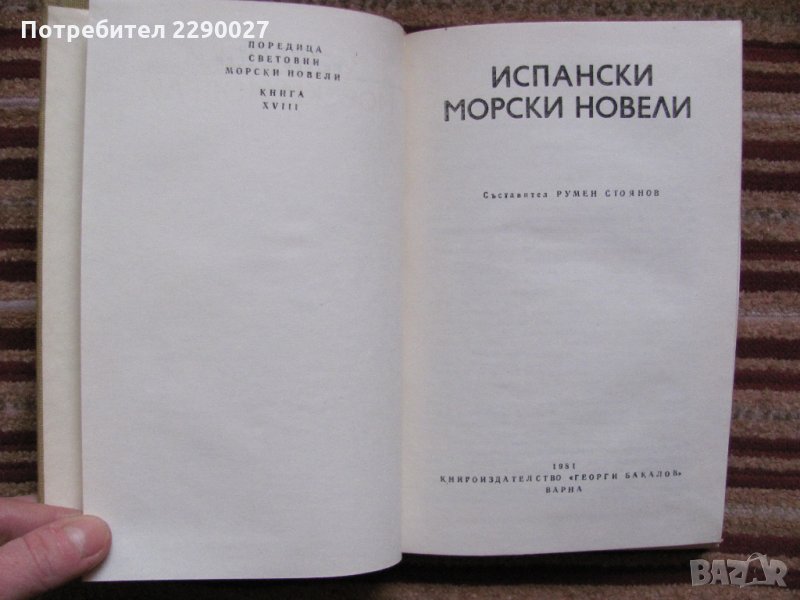 Потребител 2290027
ПОРЕДИЦА
СВЕТОВНИ
МОРСКИ НОВЕЛИ
КНИГА
XVIII
ИСПАНСКИ
МОРСКИ НОВЕЛИ
Съставител РУМЕН СТОЯНОВ
1981
КНИГОИЗДАТЕЛСТВО «ГЕОРГИ БАКАЛОВ»
ВАРНА
BAZAR